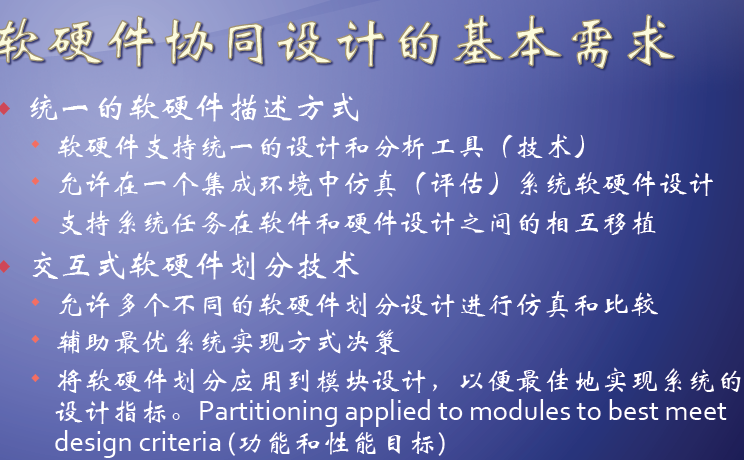 软硬件协同设计的基本需求
统一的软硬件描述方式
软硬件支持统一的设计和分析工具（技术）
允许在一个集成环境中仿真（评估）系统软硬件设计
支持系统任务在软件和硬件设计之间的相互移植
交互式软硬件划分技术
允许多个不同的软硬件划分设计进行仿真和比较
辅助最优系统实现方式决策
将软硬件划分应用到模块设计，以便最佳地实现系统的
设计指标。Partitioning applied to modules to best meet
design criteria (功能和性能目标)